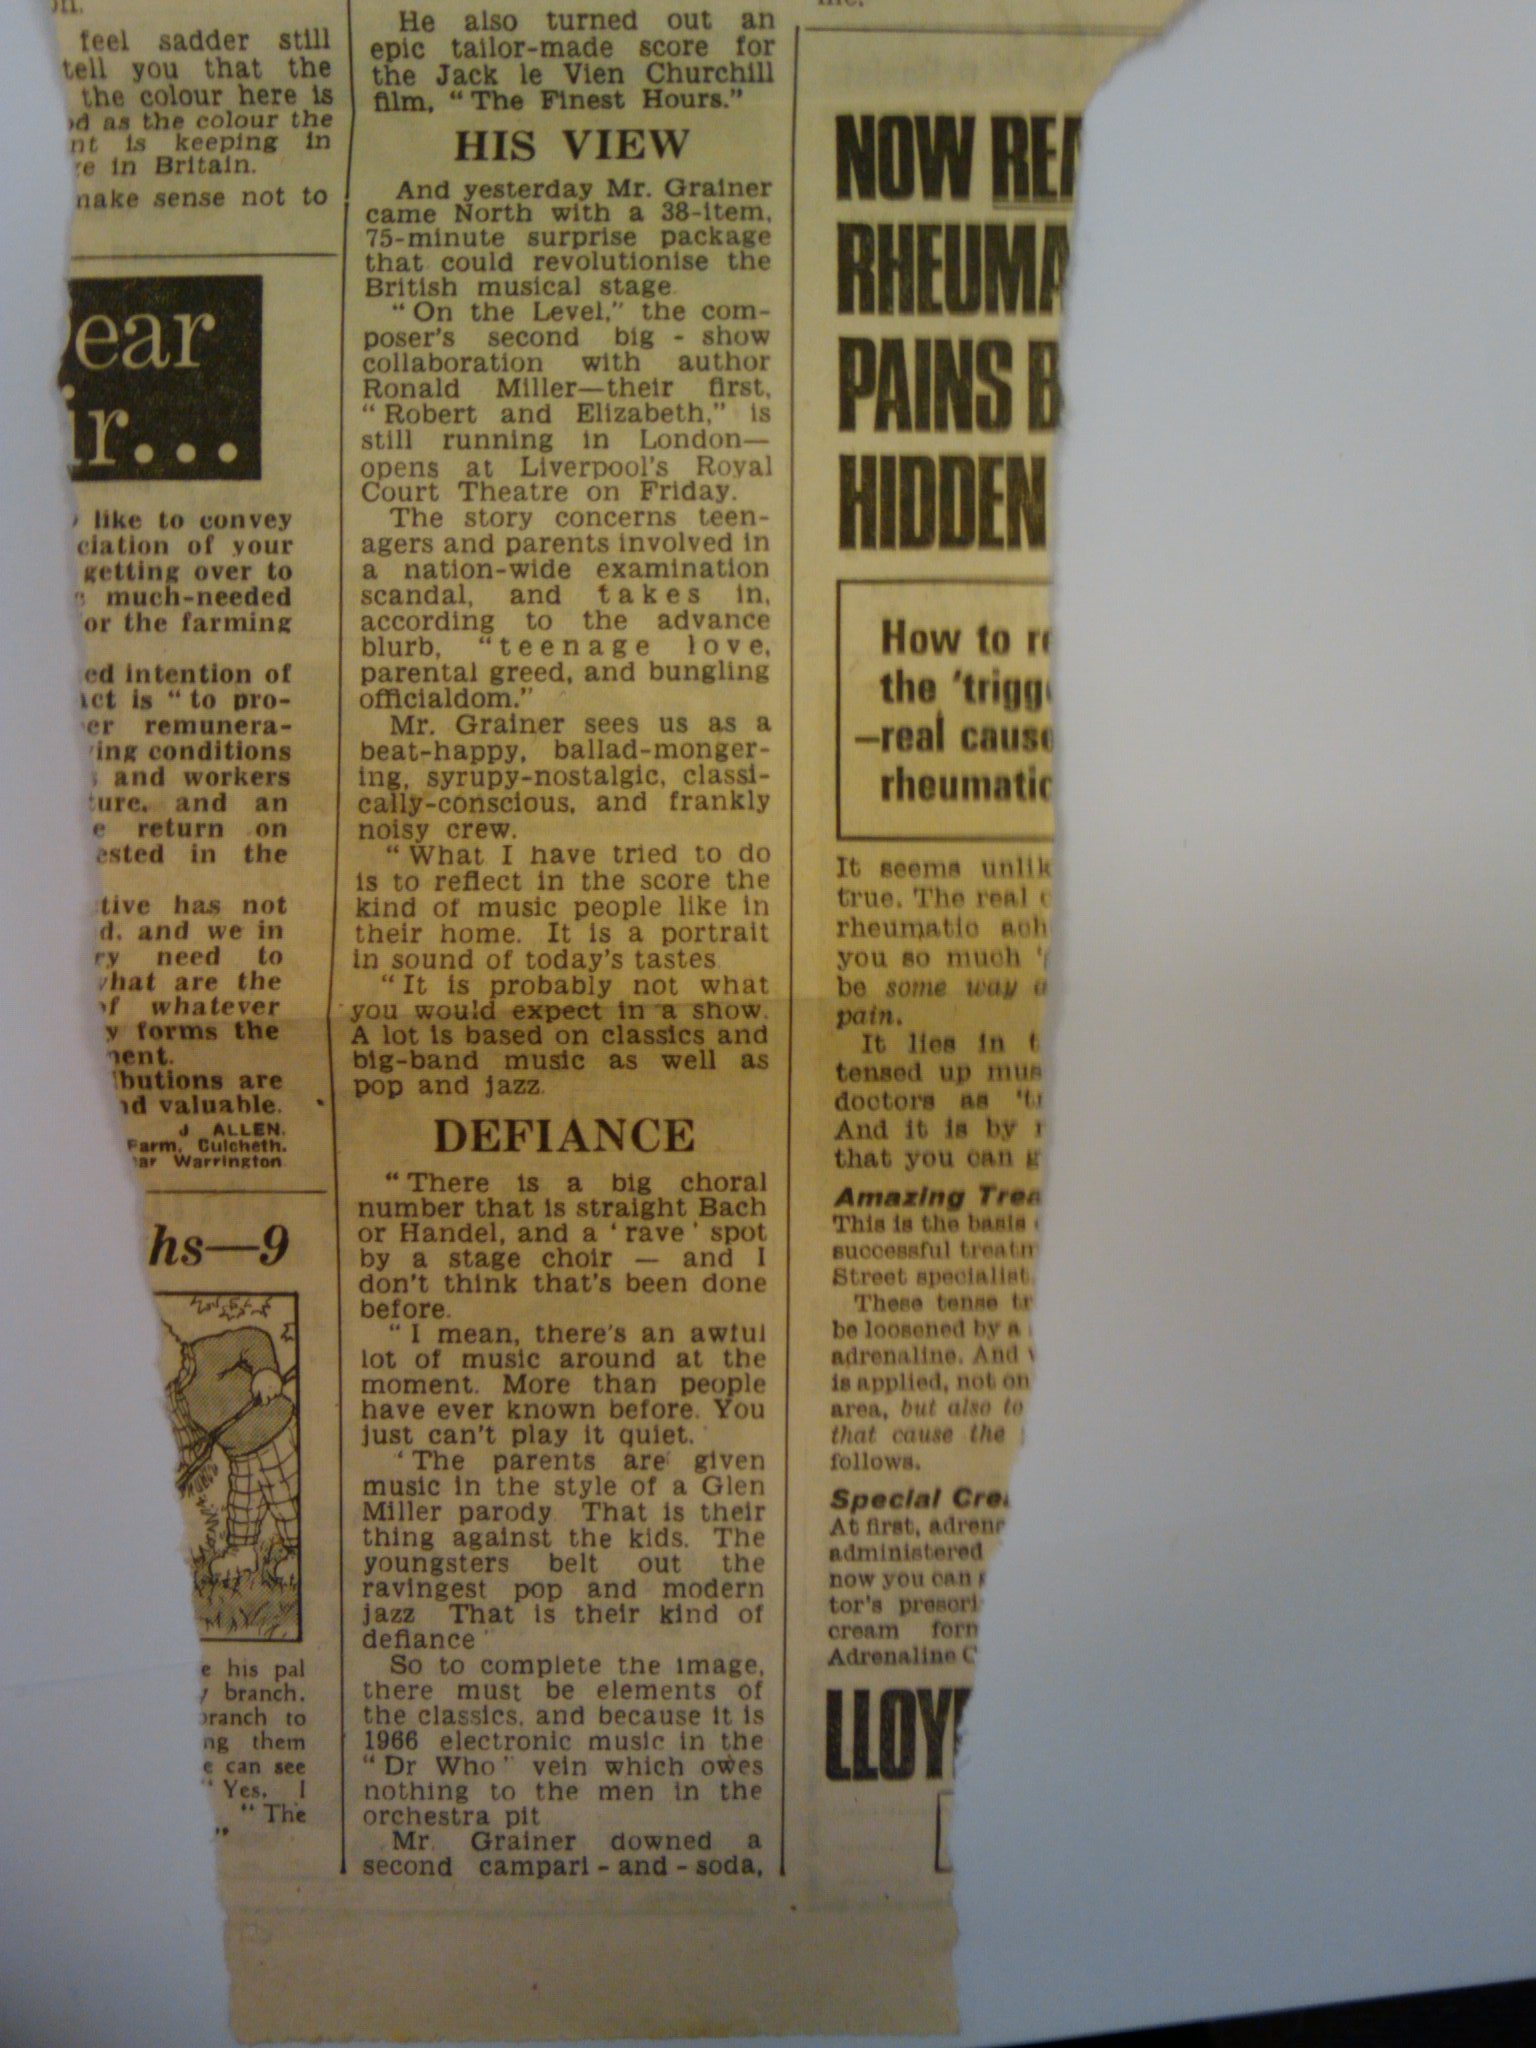 feel sadder still
tell you that the
the colour here is
as the colour the
is keeping in
in Britain.
make sense not to
ear
r...
like to convey
of your
getting over to
much-needed
or the farming
intention of
is “ to pro-
remunera-
conditions
and workers
and an
return on
in the
has not
and we in
need to
what are the
of whatever
forms the
are
valuable.
J ALLEN.
Farm, Culcheth.
Warrington
hs—9
his pal
branch.
branch to
them
can see
“ Yes. I
“ The
”
He also turned out an
epic tailor-made score for
the Jack le Vien Churchill
film, “ The Finest Hours.”
HIS VIEW
And yesterday Mr. Grainer
came North with a 38-item,
75-minute surprise package
that could revolutionise the
British musical stage
“ On the Level,” the com-
poser's second big - show
collaboration with author
Ronald Miller—their first,
“ Robert and Elizabeth,” is
still running in London—
opens at Liverpool's Royal
Court Theatre on Friday.
The story concerns teen-
agers and parents involved in
a nation-wide examination
scandal, and takes in,
according to the advance
blurb, “ teenage love,
parental greed, and bungling
officialdom.”
Mr. Grainer sees us as a
beat-happy, ballad-monger-
ing, syrupy-nostalgic, classi-
cally-conscious, and frankly
noisy crew.
“ What I have tried to do
is to reflect in the score the
kind of music people like in
their home. It is a portrait
in sound of today's tastes
“ It is probably not what
you would expect in a show.
A lot is based on classics and
big-band music as well as
pop and jazz.
DEFIANCE
“ There is a big choral
number that is straight Bach
or Handel, and a ‘ rave ’ spot
by a stage choir — and I
don't think that's been done
before.
“ I mean, there's an awful
lot of music around at the
moment. More than people
have ever known before. You
just can't play it quiet.
‘ The parents are given
music in the style of a Glen
Miller parody That is their
thing against the kids. The
youngsters belt out the
ravingest pop and modern
jazz That is their kind of
defiance ’
So to complete the image,
there must be elements of
the classics, and because it is
1966 electronic music in the
“ Dr Who ” vein which owes
nothing to the men in the
orchestra pit
Mr. Grainer downed a
second campari - and - soda,
NOW REA
RHEUMA
PAINS B
HIDDEN
How to re
the 'trigg
—real cause
rheumatic
It seems unlik
true. The real
rheumatic ach
you so much
be some way
pain.
It lies in
tensed up mus
doctors as 't
And it is by
that you can g
Amazing Trea
This is the basis
successful treatm
Street specialist.
These tense tr
be loosened by a
adrenaline. And
is applied, not on
area, but also to
that cause the
follows.
Special Crea
At first, adren
administered
now you can
tor's prescri
cream form
Adrenaline C
LLOY